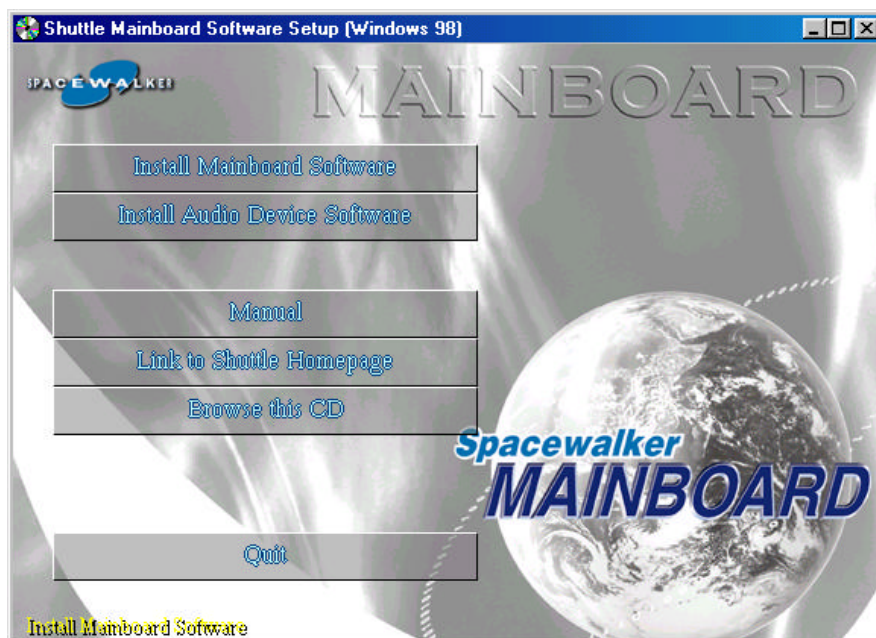 Shuttle Mainboard Software Setup (Windows 98)
SPACEWALKER
MAINBOARD
Install Mainboard Software
Install Audio Device Software
Manual
Link to Shuttle Homepage
Browse this CD
Spacewalker
MAINBOARD
Quit
Install Mainboard Software